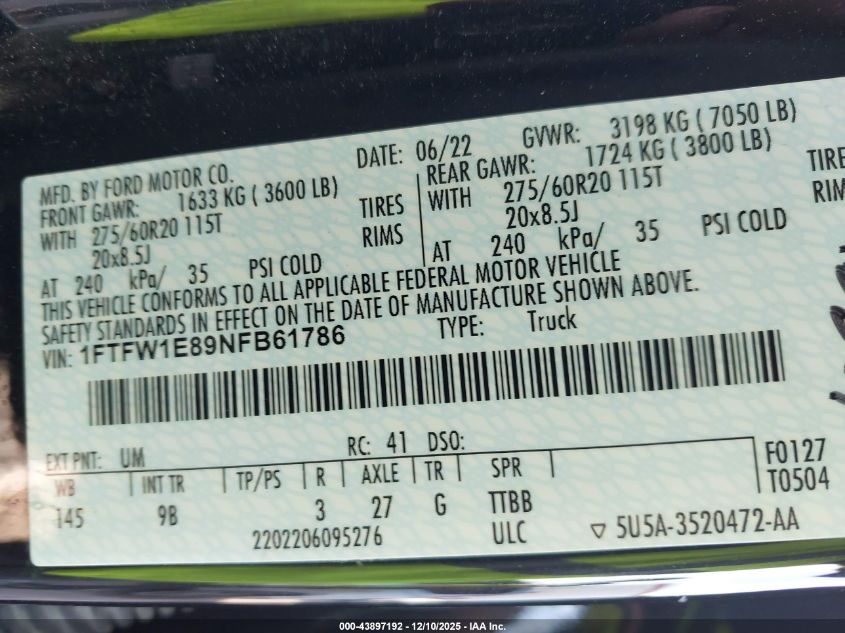 MFD. BY FORD MOTOR CO. DATE: 06/22 GVWR: 3198 KG ( 7050 LB)
FRONT GAWR: 1633 KG ( 3600 LB) REAR GAWR: 1724 KG ( 3800 LB)
WITH 275/60R20 115T TIRES WITH 275/60R20 115T TIRES
20x8.5J RIMS 20x8.5J RIM
AT 240 kPa/ 35 PSI COLD AT 240 kPa/ 35 PSI COLD
THIS VEHICLE CONFORMS TO ALL APPLICABLE FEDERAL MOTOR VEHICLE
SAFETY STANDARDS IN EFFECT ON THE DATE OF MANUFACTURE SHOWN ABOVE.
VIN: 1FTFW1E89NFB61786 TYPE: Truck
EXT PNT: UM RC: 41 DSO:
WB INT TR TP/PS R AXLE TR SPR F0127
145 9B 3 27 G TTBB T0504
2202206095276 ULC ▽ 5U5A-3520472-AA
000-43897192 - 12/10/2025 - IAA Inc.